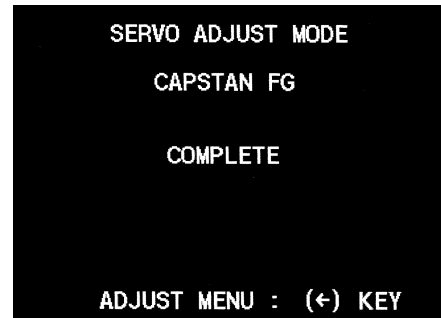 SERVO ADJUST MODE
CAPSTAN FG
COMPLETE
ADJUST MENU : (←) KEY